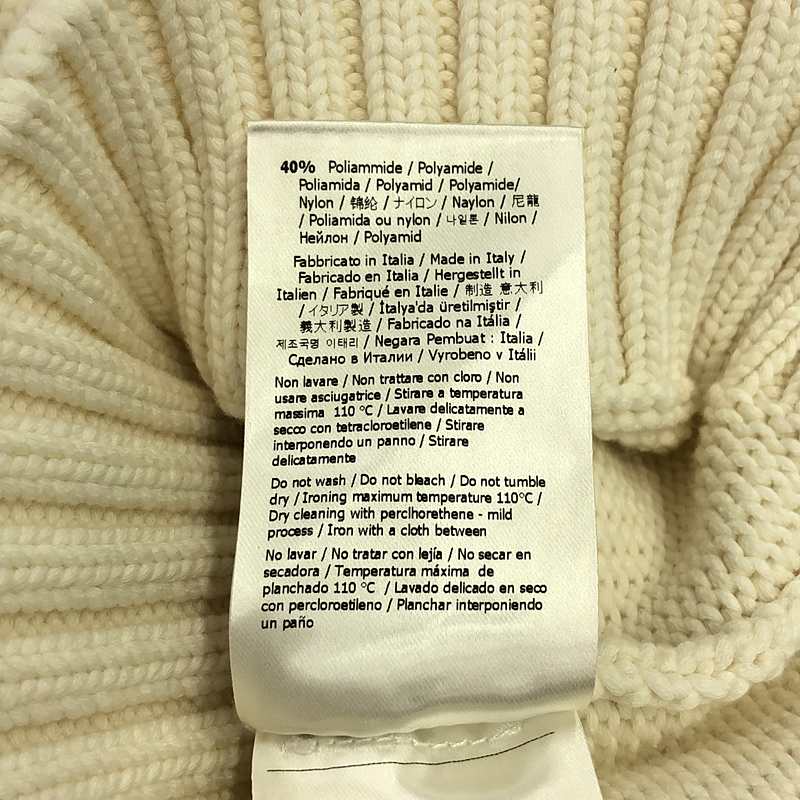 40% Poliammide / Polyamide /
Poliamida / Polyamid / Polyamide/
Nylon / 锦纶 / ナイロン / Naylon / 尼龍
/ Poliamida ou nylon / 나일론 / Nilon /
Нейлон / Polyamid
Fabbricato in Italia / Made in Italy /
Fabricado en Italia / Hergestellt in
Italien / Fabriqué en Italie / 制造 意大利
/ イタリア製 / İtalya'da üretilmiştir /
義大利製造 / Fabricado na Itália /
제조국명 이태리 / Negara Pembuat : Italia /
Сделано в Италии / Vyrobeno v Itálii
Non lavare / Non trattare con cloro / Non
usare asciugatrice / Stirare a temperatura
massima 110 °C / Lavare delicatamente a
secco con tetracloroetilene / Stirare
interponendo un panno / Stirare
delicatamente
Do not wash / Do not bleach / Do not tumble
dry / Ironing maximum temperature 110°C /
Dry cleaning with perclhorethene - mild
process / Iron with a cloth between
No lavar / No tratar con lejía / No secar en
secadora / Temperatura máxima de
planchado 110 °C / Lavado delicado en seco
con percloroetileno / Planchar interponiendo
un paño